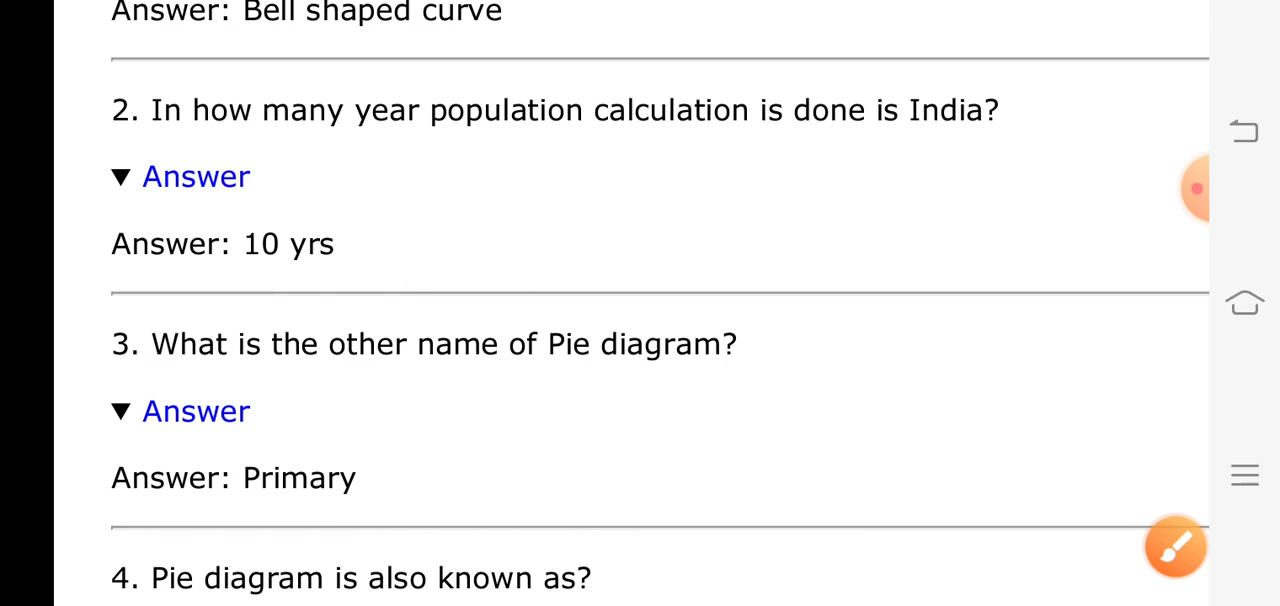 Answer: Bell shaped curve
2. In how many year population calculation is done is India?
▼ Answer
Answer: 10 yrs
3. What is the other name of Pie diagram?
▼ Answer
Answer: Primary
4. Pie diagram is also known as?